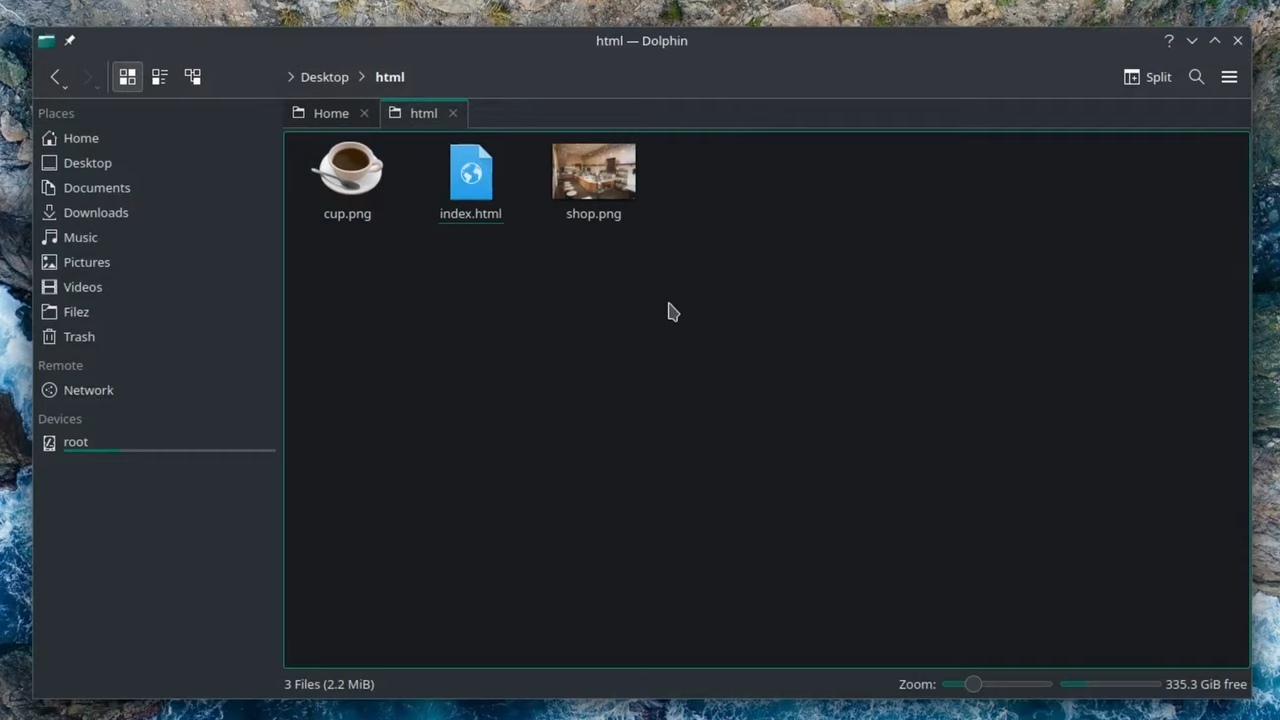 html — Dolphin
Desktop html
Split
Places
Home
Desktop
Documents
Downloads
Music
Pictures
Videos
Filez
Trash
Remote
Network
Devices
root
Home
html
cup.png
index.html
shop.png
3 Files (2.2 MiB)
Zoom:
335.3 GiB free